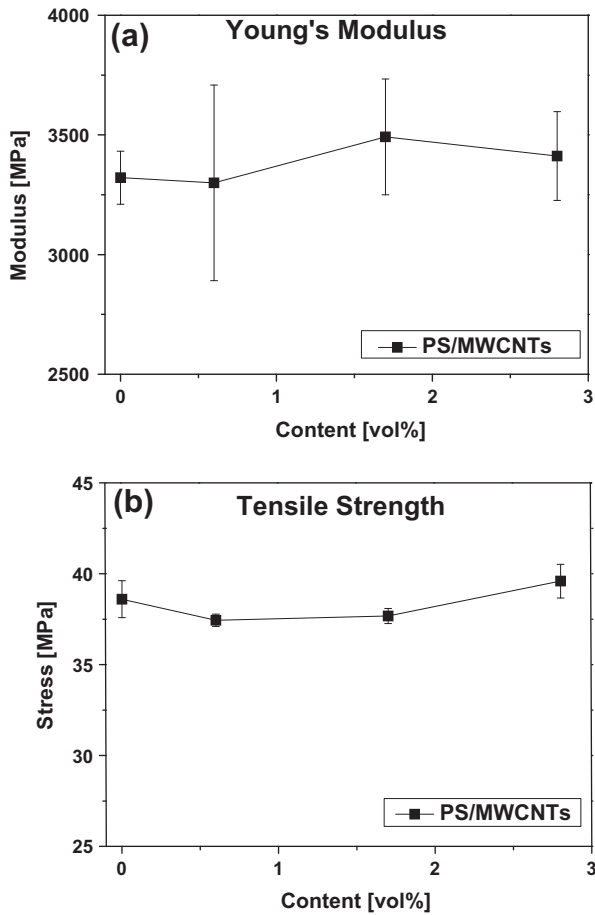 (a) Young's Modulus
4000
3500
3000
2500
Modulus [MPa]
PS/MWCNTs
0 1 2 3
Content [vol%]
(b) Tensile Strength
45
40
35
30
25
Stress [MPa]
PS/MWCNTs
0 1 2 3
Content [vol%]